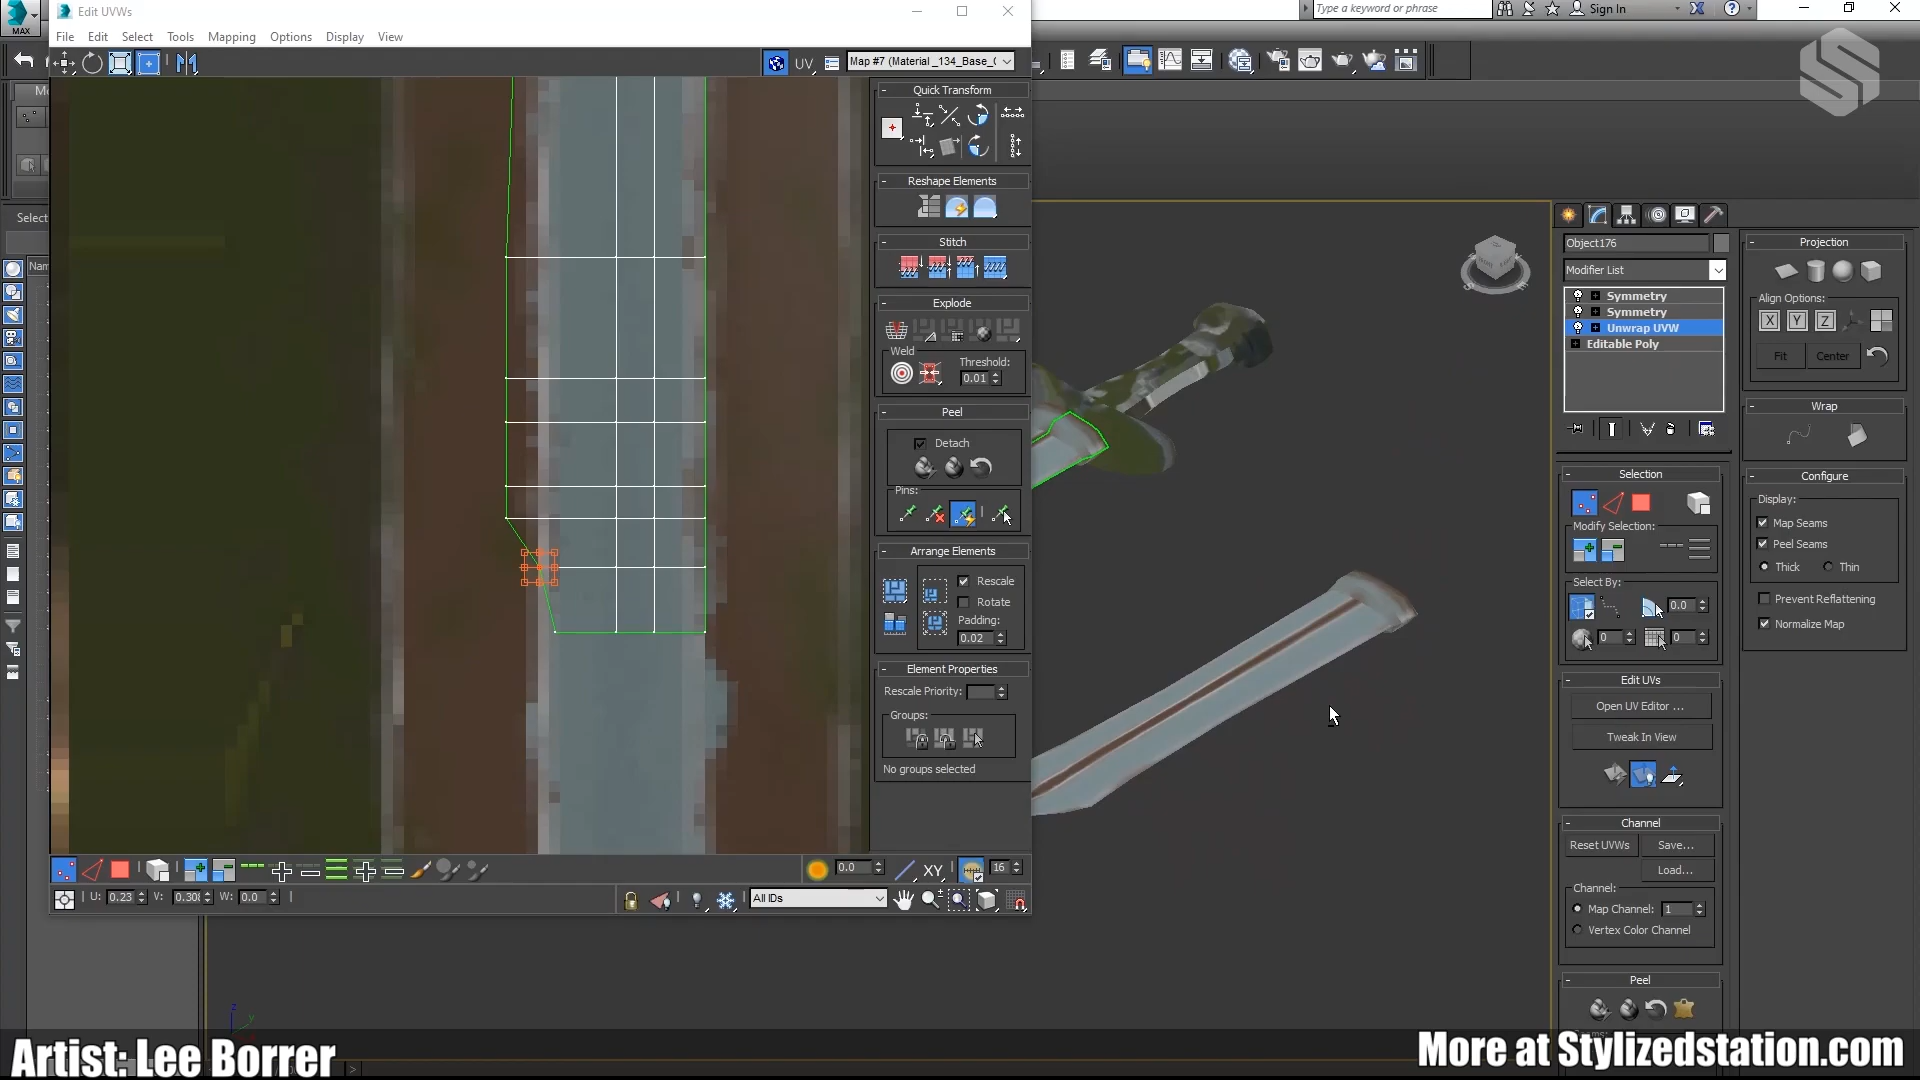 Edit UVWs
Type a keyword or phrase
Sign In
MAX
File Edit Select Tools Mapping Options Display View
UV
Map #7 (Material _134_Base_(
Mo
Selec
Nam
Quick Transform
Reshape Elements
Stitch
Explode
Weld
Threshold:
0.01
Peel
Detach
Pins:
Arrange Elements
Rescale
Rotate
Padding:
0.02
Element Properties
Rescale Priority:
Groups:
No groups selected
0.0
XY
16
U: 0.23 V: 0.308 W: 0.0
All IDs
Object176
Modifier List
Symmetry
Symmetry
Unwrap UVW
Editable Poly
Selection
Modify Selection:
Select By:
0.0
0
0
Edit UVs
Open UV Editor ...
Tweak In View
Channel
Reset UVWs
Save...
Load...
Channel:
Map Channel: 1
Vertex Color Channel
Peel
Projection
Align Options:
X Y Z
Fit
Center
Wrap
Configure
Display:
Map Seams
Peel Seams
Thick
Thin
Prevent Reflattening
Normalize Map
z
y
Artist: Lee Borrer
More at Stylizedstation.com